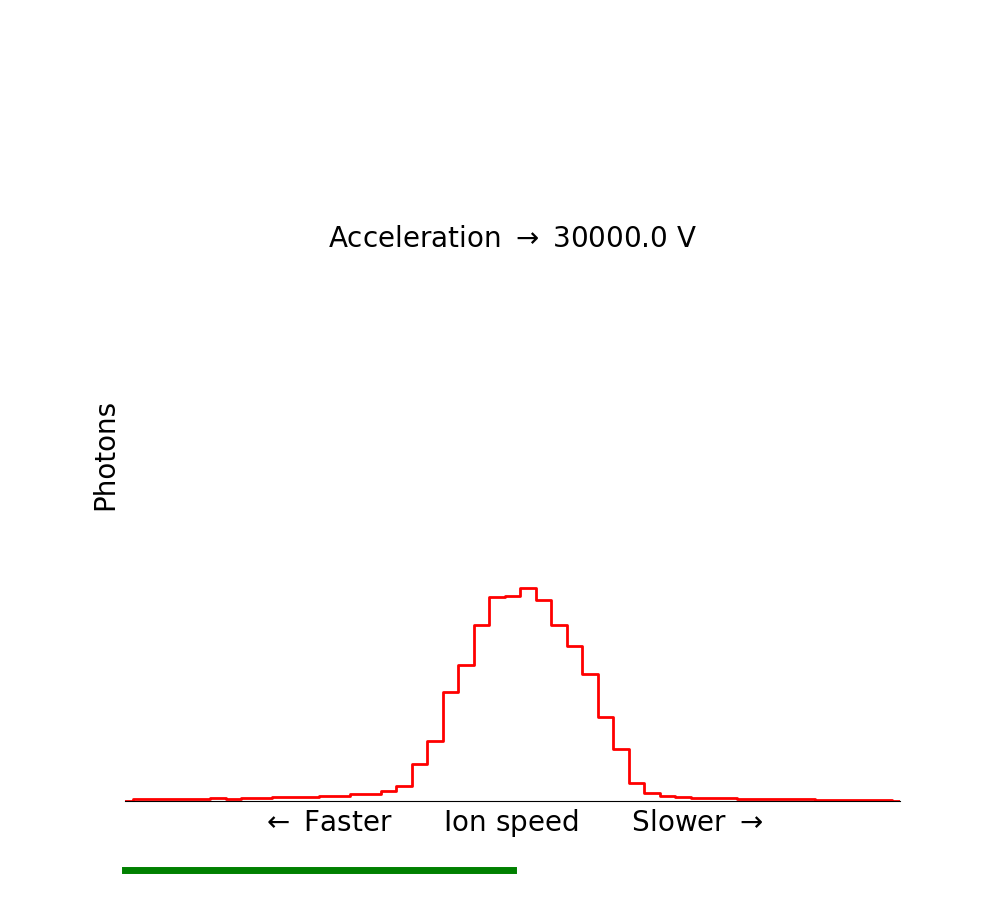 Acceleration → 30000.0 V
Photons
← Faster Ion speed Slower →